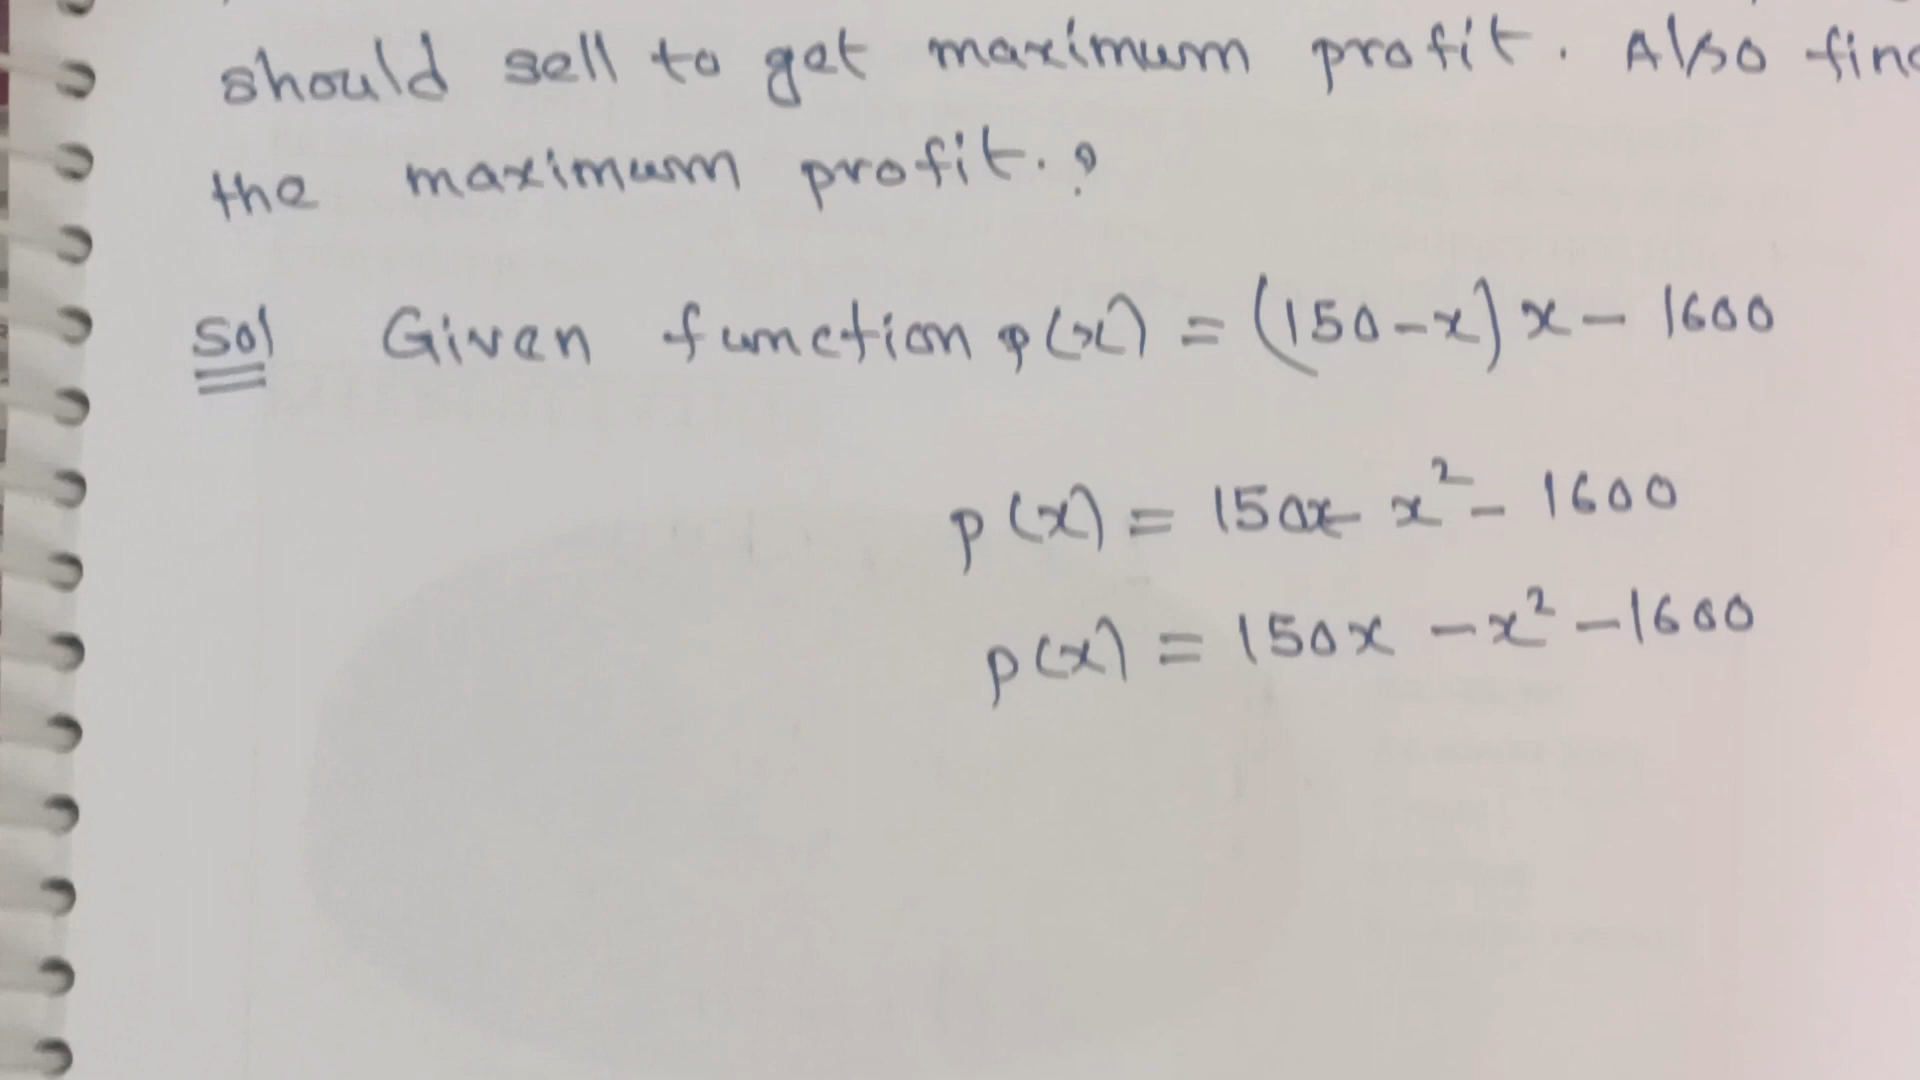 should sell to get maximum profit. Also find
the maximum profit.?
Sol Given function p(x) = (150-x)x - 1600
p(x) = 150x - x² - 1600
p(x) = 150x - x² - 1600